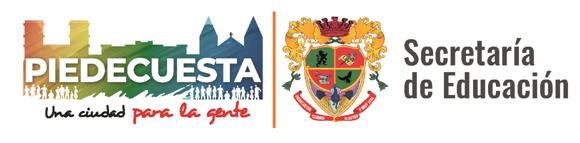 PIEDECUESTA
Una ciudad para la gente
Secretaría
de Educación